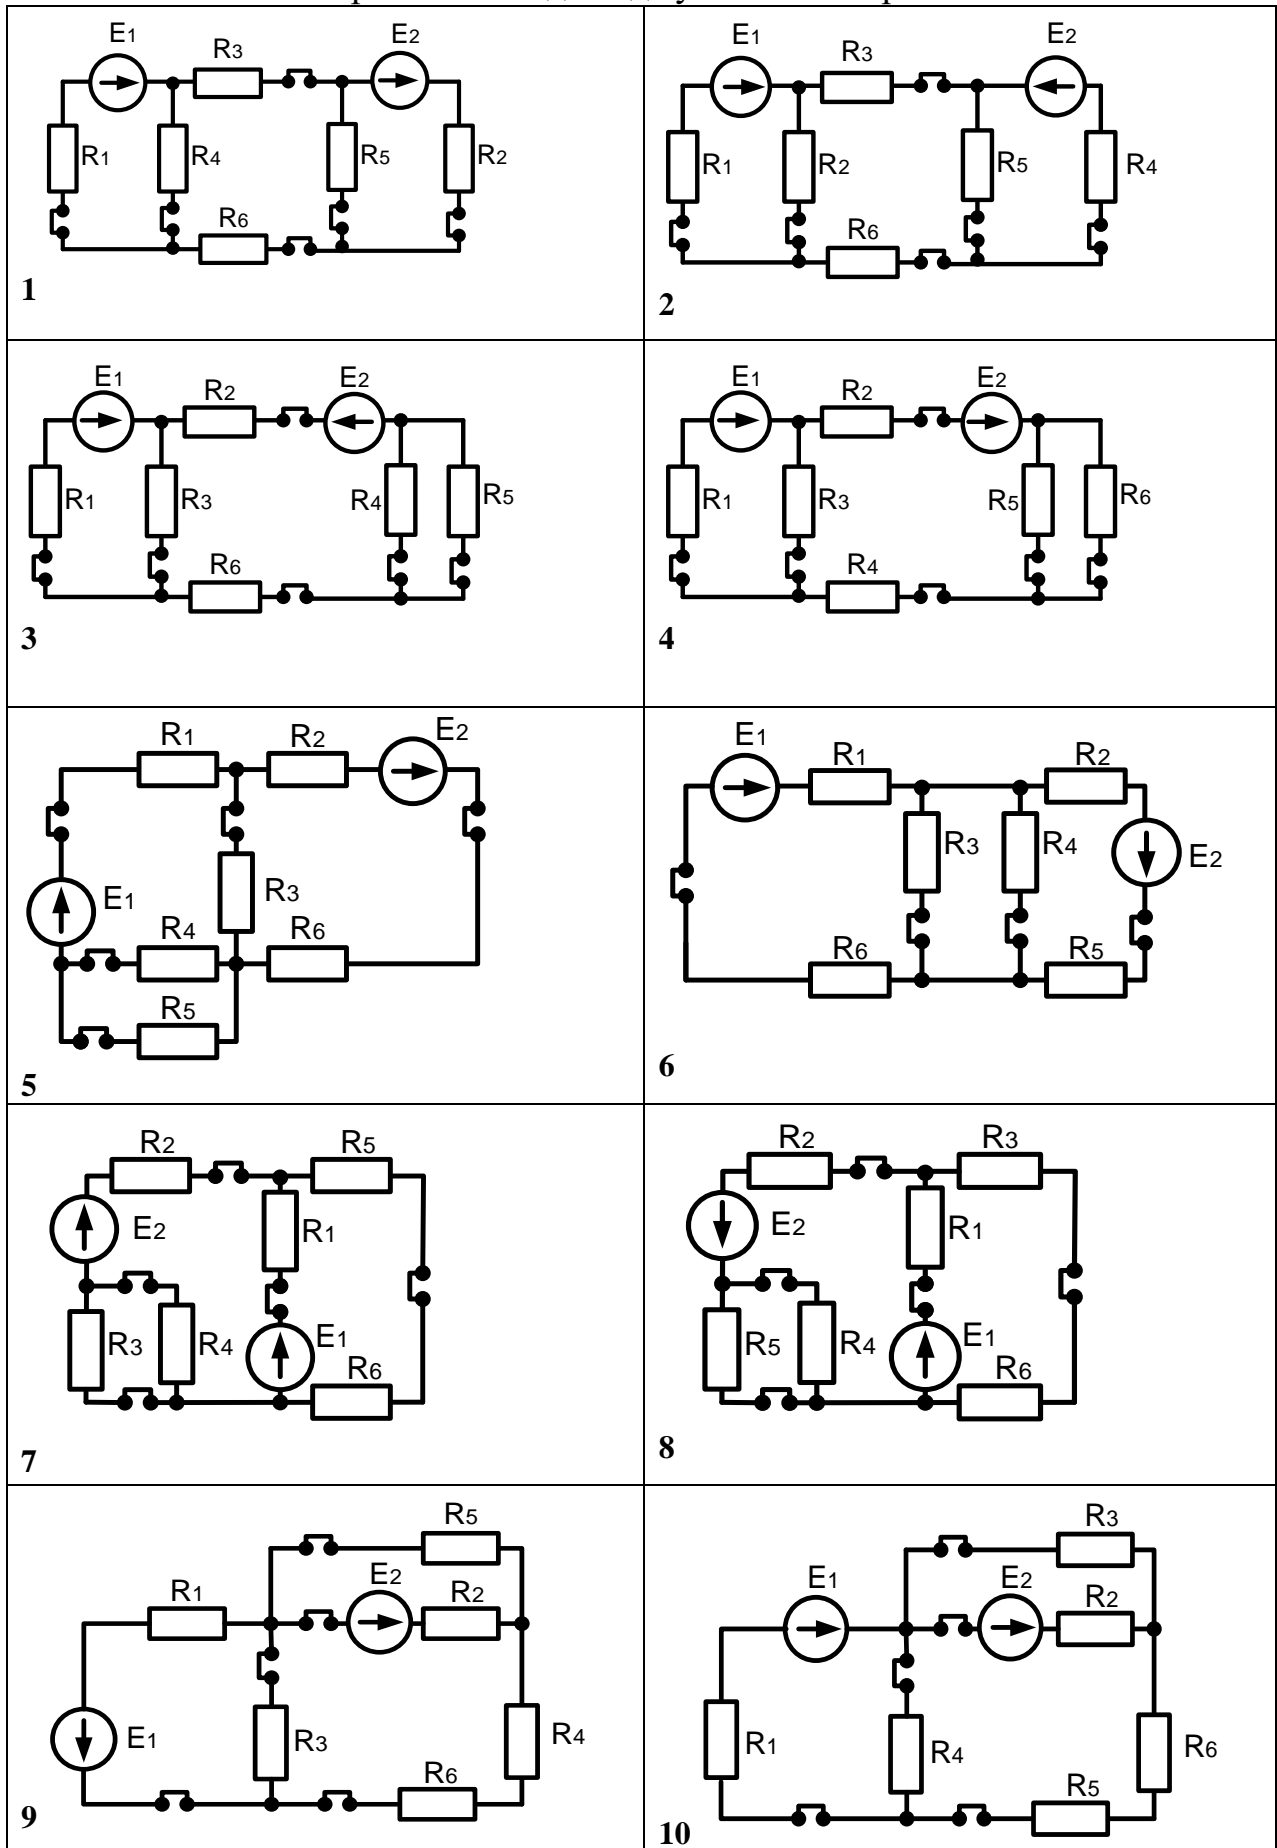 E1 R3 E2
R1 R4 R5 R2
R6
1
E1 R3 E2
R1 R2 R5 R4
R6
2
E1 R2 E2
R1 R3 R4 R5
R6
3
E1 R2 E2
R1 R3 R5 R6
R4
4
R1 R2 E2
E1 R3
R4 R6
R5
5
E1 R1 R2
R3 R4 E2
R6 R5
6
R2 R5
E2 R1
R3 R4 E1
R6
7
R2 R3
E2 R1
R5 R4 E1
R6
8
R5
R1 E2 R2
E1 R3 R4
R6
9
R3
E1 E2 R2
R1 R4 R6
R5
10